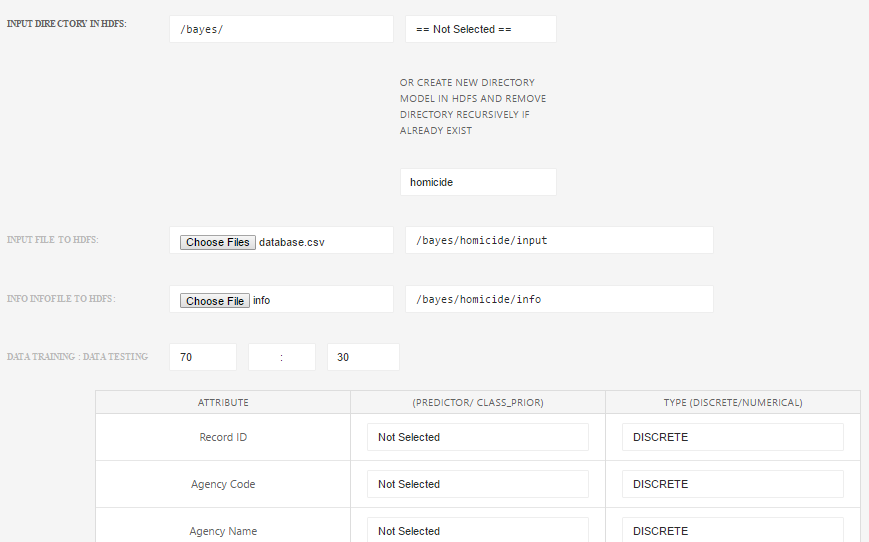 INPUT DIRECTORY IN HDFS:
/bayes/
== Not Selected ==
OR CREATE NEW DIRECTORY
MODEL IN HDFS AND REMOVE
DIRECTORY RECURSIVELY IF
ALREADY EXIST
homicide
INPUT FILE TO HDFS:
Choose Files database.csv
/bayes/homicide/input
INFO INFOFILE TO HDFS:
Choose File info
/bayes/homicide/info
DATA TRAINING : DATA TESTING
70
:
30
ATTRIBUTE
(PREDICTOR/ CLASS_PRIOR)
TYPE (DISCRETE/NUMERICAL)
Record ID
Not Selected
DISCRETE
Agency Code
Not Selected
DISCRETE
Agency Name
Not Selected
DISCRETE